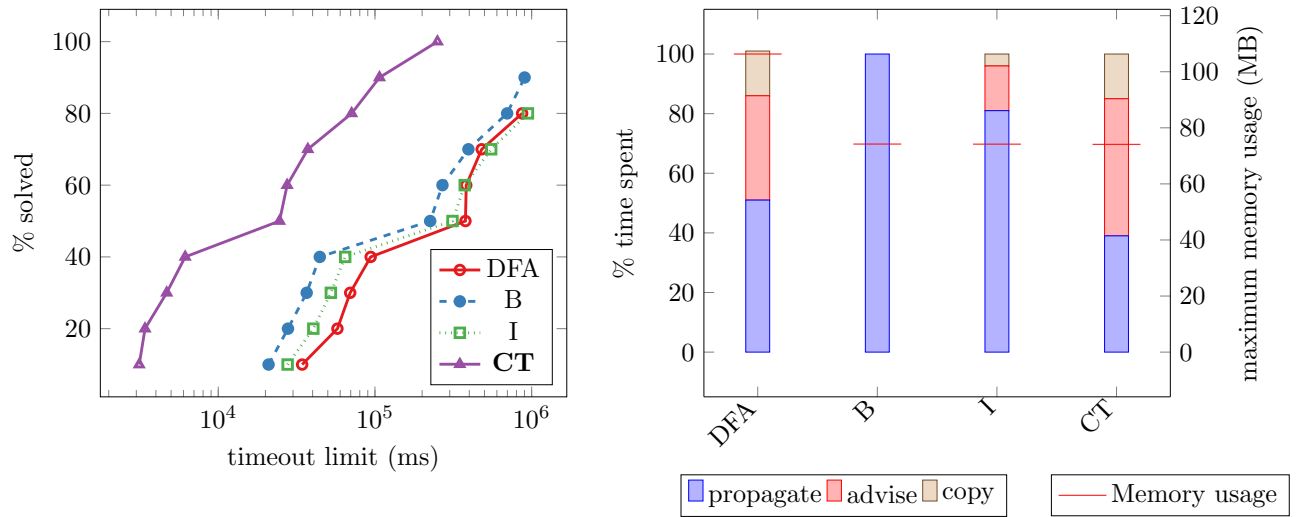 100
80
60
40
20
% solved
10^4
10^5
10^6
timeout limit (ms)
DFA
B
I
CT
100
80
60
40
20
0
% time spent
120
100
80
60
40
20
0
maximum memory usage (MB)
DFA
B
I
CT
propagate advise copy
Memory usage